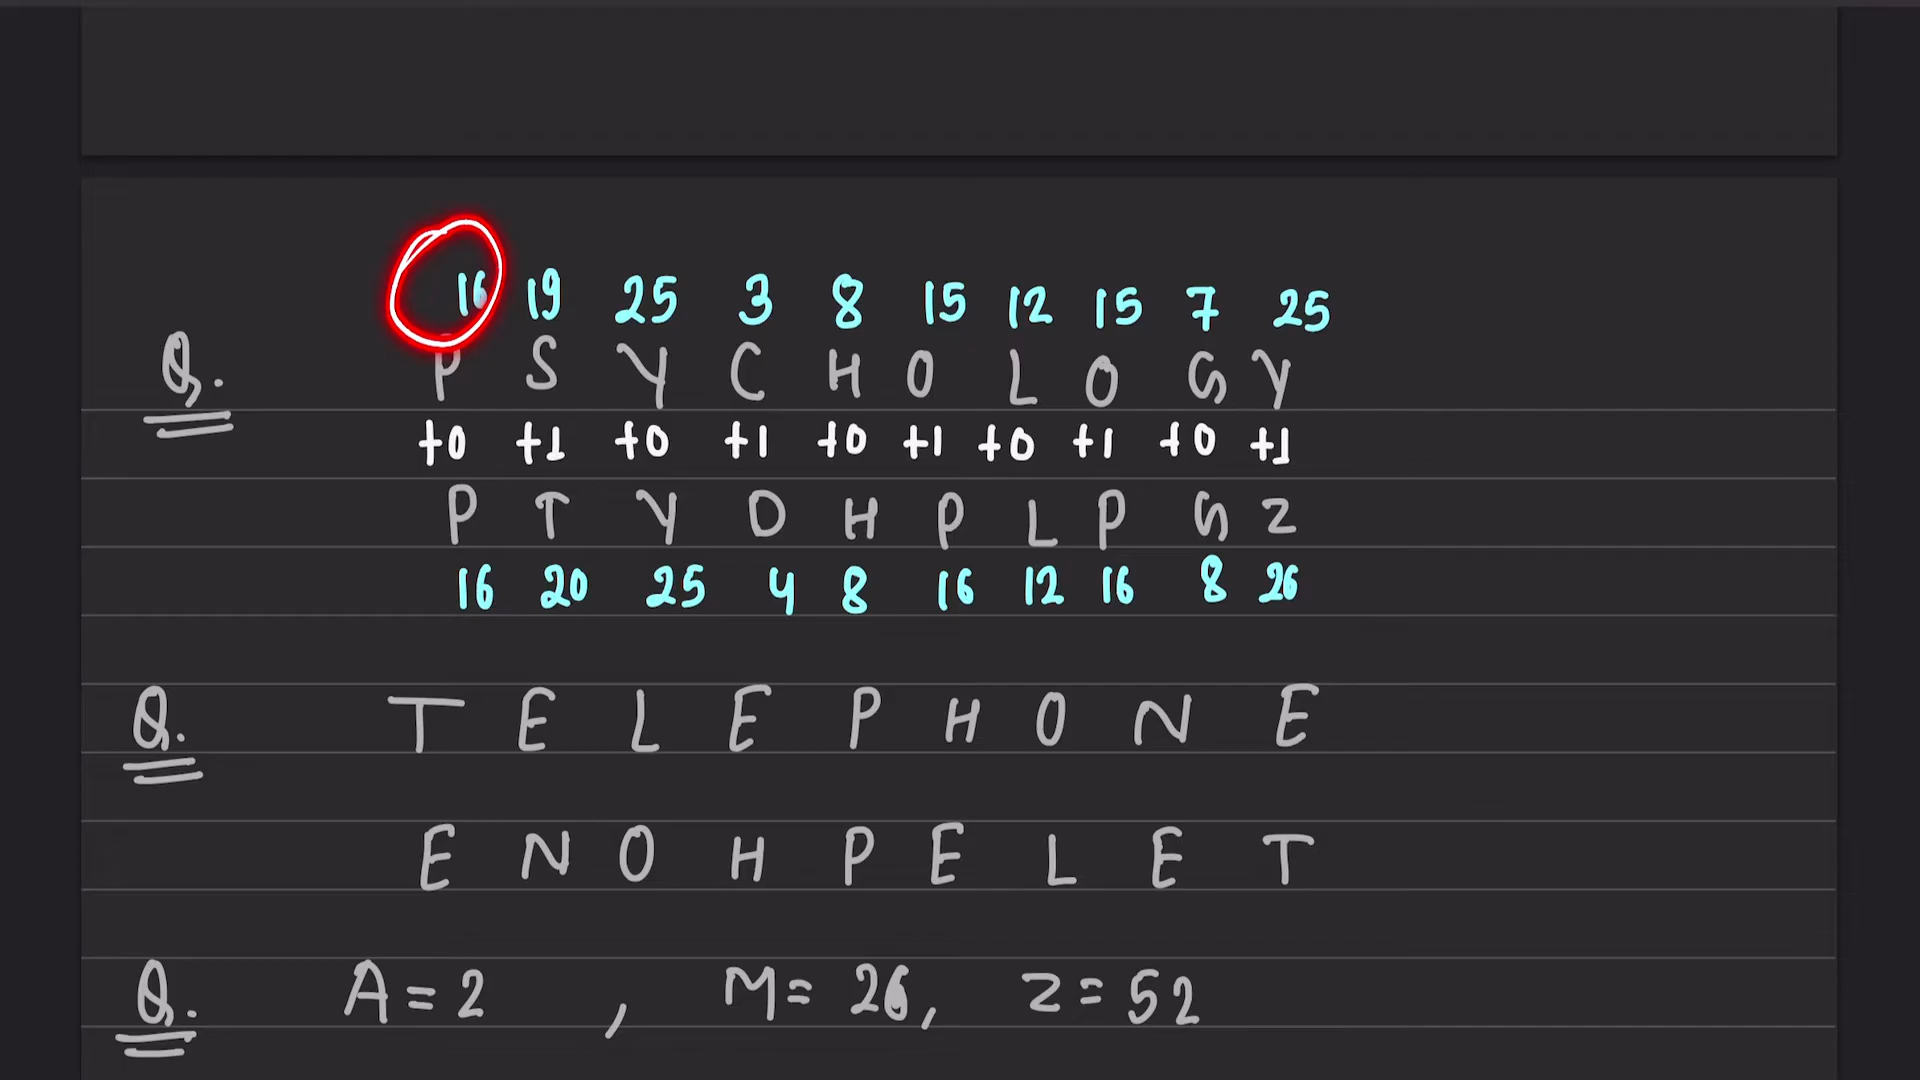 16 19 25 3 8 15 12 15 7 25
Q. P S Y C H O L O G Y
+0 +1 +0 +1 +0 +1 +0 +1 +0 +1
P T Y D H P L P G Z
16 20 25 4 8 16 12 16 8 26
Q. T E L E P H O N E
E N O H P E L E T
Q. A = 2 , M = 26, Z = 52